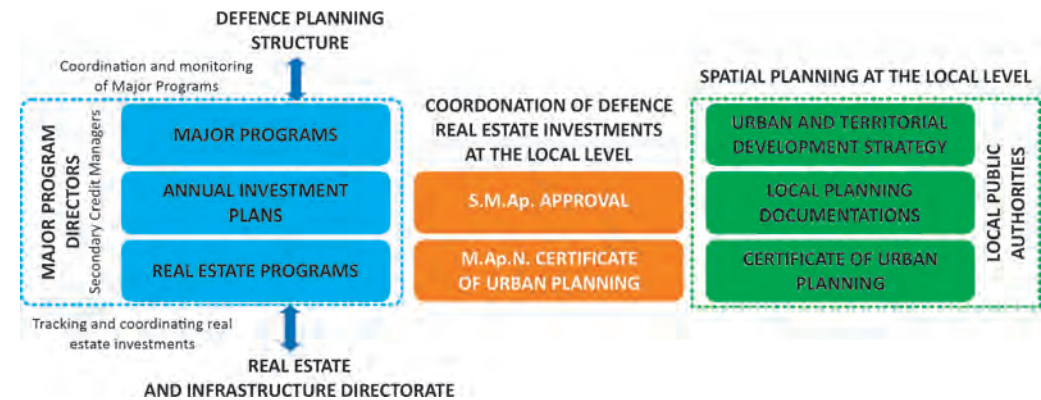 DEFENCE PLANNING
STRUCTURE
Coordination and monitoring
of Major Programs
MAJOR PROGRAM
DIRECTORS
Secondary Credit Managers
MAJOR PROGRAMS
ANNUAL INVESTMENT
PLANS
REAL ESTATE PROGRAMS
Tracking and coordinating real
estate investments
REAL ESTATE
AND INFRASTRUCTURE DIRECTORATE
COORDONATION OF DEFENCE
REAL ESTATE INVESTMENTS
AT THE LOCAL LEVEL
S.M.Ap. APPROVAL
M.Ap.N. CERTIFICATE
OF URBAN PLANNING
SPATIAL PLANNING AT THE LOCAL LEVEL
URBAN AND TERRITORIAL
DEVELOPMENT STRATEGY
LOCAL PLANNING
DOCUMENTATIONS
CERTIFICATE OF URBAN
PLANNING
LOCAL PUBLIC
AUTHORITIES